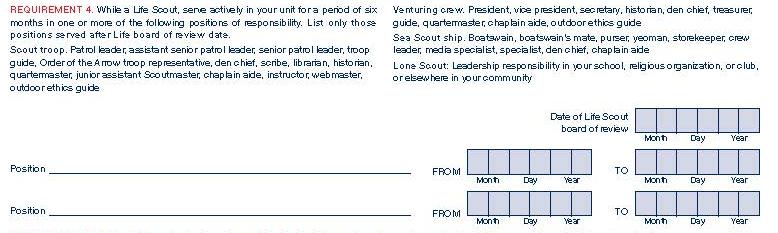 REQUIREMENT 4. While a Life Scout, serve actively in your unit for a period of six
months in one or more of the following positions of responsibility. List only those
positions served after Life board of review date.
Scout troop. Patrol leader, assistant senior patrol leader, senior patrol leader, troop
guide, Order of the Arrow troop representative, den chief, scribe, librarian, historian,
quartermaster, junior assistant Scoutmaster, chaplain aide, instructor, webmaster,
outdoor ethics guide
Venturing crew. President, vice president, secretary, historian, den chief, treasurer,
guide, quartermaster, chaplain aide, outdoor ethics guide
Sea Scout ship. Boatswain, boatswain's mate, purser, yeoman, storekeeper, crew
leader, media specialist, specialist, den chief, chaplain aide
Lone Scout: Leadership responsibility in your school, religious organization, or club,
or elsewhere in your community
Date of Life Scout
board of review
Month Day Year
Position FROM TO
Month Day Year Month Day Year
Position FROM TO
Month Day Year Month Day Year